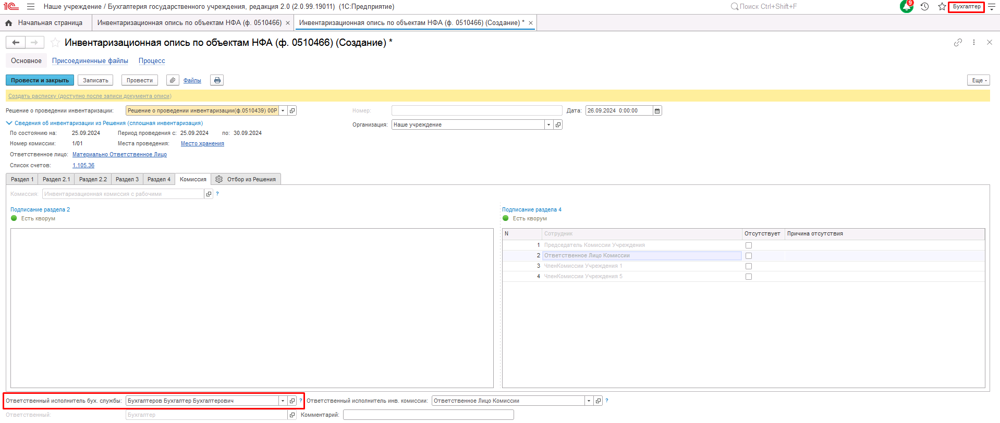 Наше учреждение / Бухгалтерия государственного учреждения, редакция 2.0 (2.0.99.19011) (1С:Предприятие) Поиск Ctrl+Shift+F 9 Бухгалтер
Начальная страница Инвентаризационная опись по объектам НФА (ф. 0510466) × Инвентаризационная опись по объектам НФА (ф. 0510466) (Создание) * ×
Инвентаризационная опись по объектам НФА (ф. 0510466) (Создание) *
Основное Присоединенные файлы Процесс
Провести и закрыть Записать Провести Файлы Еще
Создать расписку (доступно после записи документа описи)
Решение о проведении инвентаризации: Решение о проведении инвентаризации(ф.0510439) 00Р Номер: Дата: 26.09.2024 0:00:00
Сведения об инвентаризации из Решения (сплошная инвентаризация) Организация: Наше учреждение
По состоянию на: 25.09.2024 Период проведения с: 25.09.2024 по: 30.09.2024
Номер комиссии: 1/01 Места проведения: Место хранения
Ответственное лицо: Материально Ответственное Лицо
Список счетов: 1.105.36
Раздел 1 Раздел 2.1 Раздел 2.2 Раздел 3 Раздел 4 Комиссия Отбор из Решения
Комиссия: Инвентаризационная комиссия с рабочими ?
Подписание раздела 2 Подписание раздела 4
Есть кворум Есть кворум
N Сотрудник Отсутствует Причина отсутствия
1 Председатель Комиссии Учреждения
2 Ответственное Лицо Комиссии
3 ЧленКомиссии Учреждения 1
4 ЧленКомиссии Учреждения 5
Ответственный исполнитель бух. службы: Бухгалтеров Бухгалтер Бухгалтерович ? Ответственный исполнитель инв. комиссии: Ответственное Лицо Комиссии ?
Ответственный: Бухгалтер Комментарий: